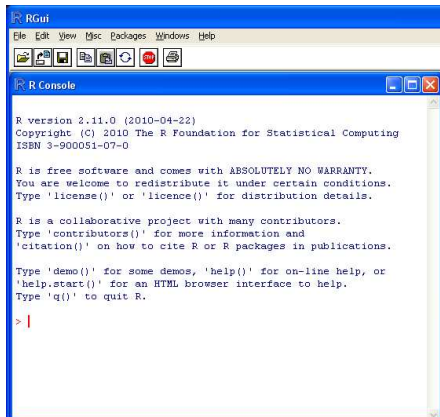 RGui
File Edit View Misc Packages Windows Help
STOP
R Console
R version 2.11.0 (2010-04-22)
Copyright (C) 2010 The R Foundation for Statistical Computing
ISBN 3-900051-07-0
R is free software and comes with ABSOLUTELY NO WARRANTY.
You are welcome to redistribute it under certain conditions.
Type 'license()' or 'licence()' for distribution details.
R is a collaborative project with many contributors.
Type 'contributors()' for more information and
'citation()' on how to cite R or R packages in publications.
Type 'demo()' for some demos, 'help()' for on-line help, or
'help.start()' for an HTML browser interface to help.
Type 'q()' to quit R.
>